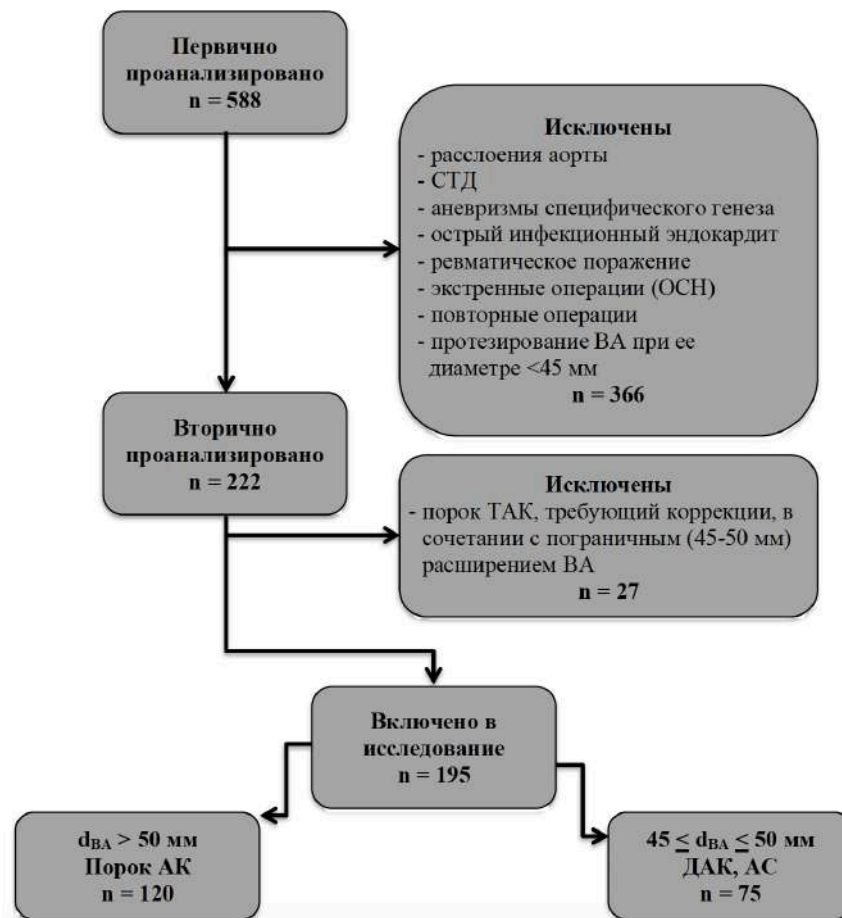 Первично
проанализировано
n = 588
Исключены
- расслоения аорты
- СТД
- аневризмы специфического генеза
- острый инфекционный эндокардит
- ревматическое поражение
- экстренные операции (ОСН)
- повторные операции
- протезирование ВА при ее
диаметре <45 мм
n = 366
Вторично
проанализировано
n = 222
Исключены
- порок ТАК, требующий коррекции, в
сочетании с пограничным (45-50 мм)
расширением ВА
n = 27
Включено в
исследование
n = 195
dВА > 50 мм
Порок АК
n = 120
45 ≤ dВА ≤ 50 мм
ДАК, АС
n = 75